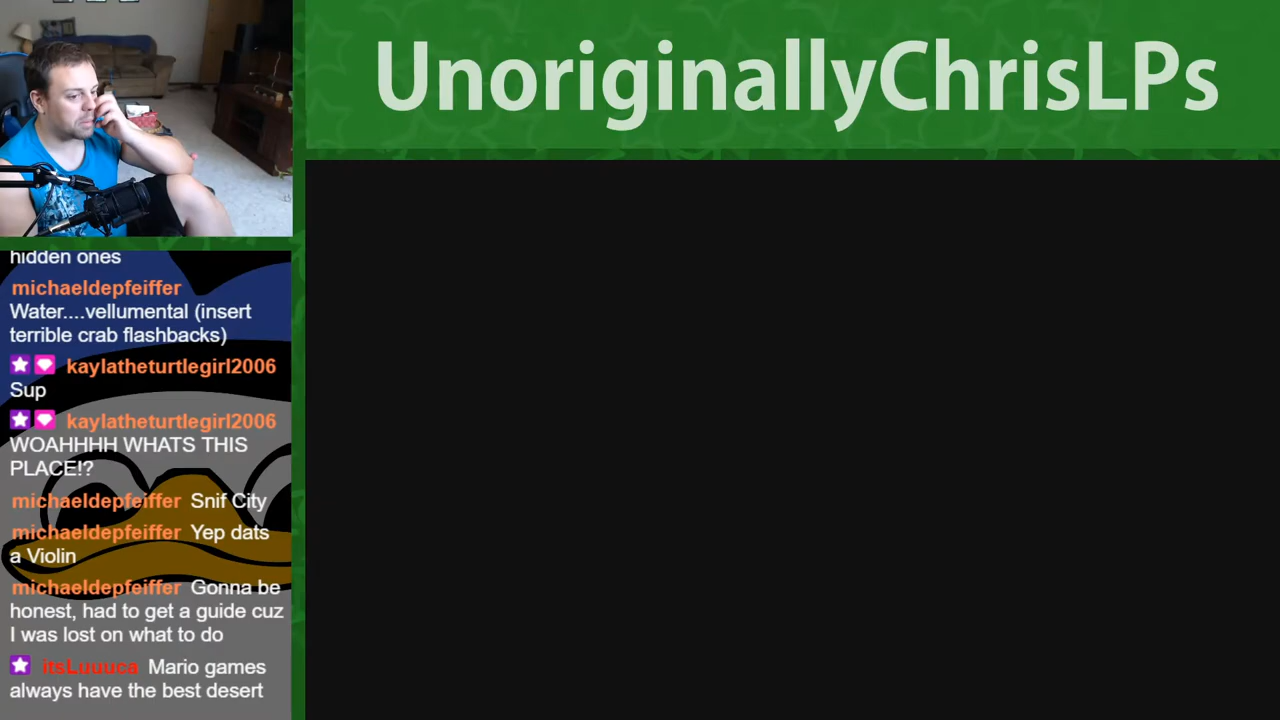 UnoriginallyChrisLPs
hidden ones
michaeldepfeiffer
Water....vellumental (insert
terrible crab flashbacks)
kaylatheturtlegirl2006
Sup
kaylatheturtlegirl2006
WOAHHHH WHATS THIS
PLACE!?
michaeldepfeiffer Snif City
michaeldepfeiffer Yep dats
a Violin
michaeldepfeiffer Gonna be
honest, had to get a guide cuz
I was lost on what to do
itsLuuuca Mario games
always have the best desert